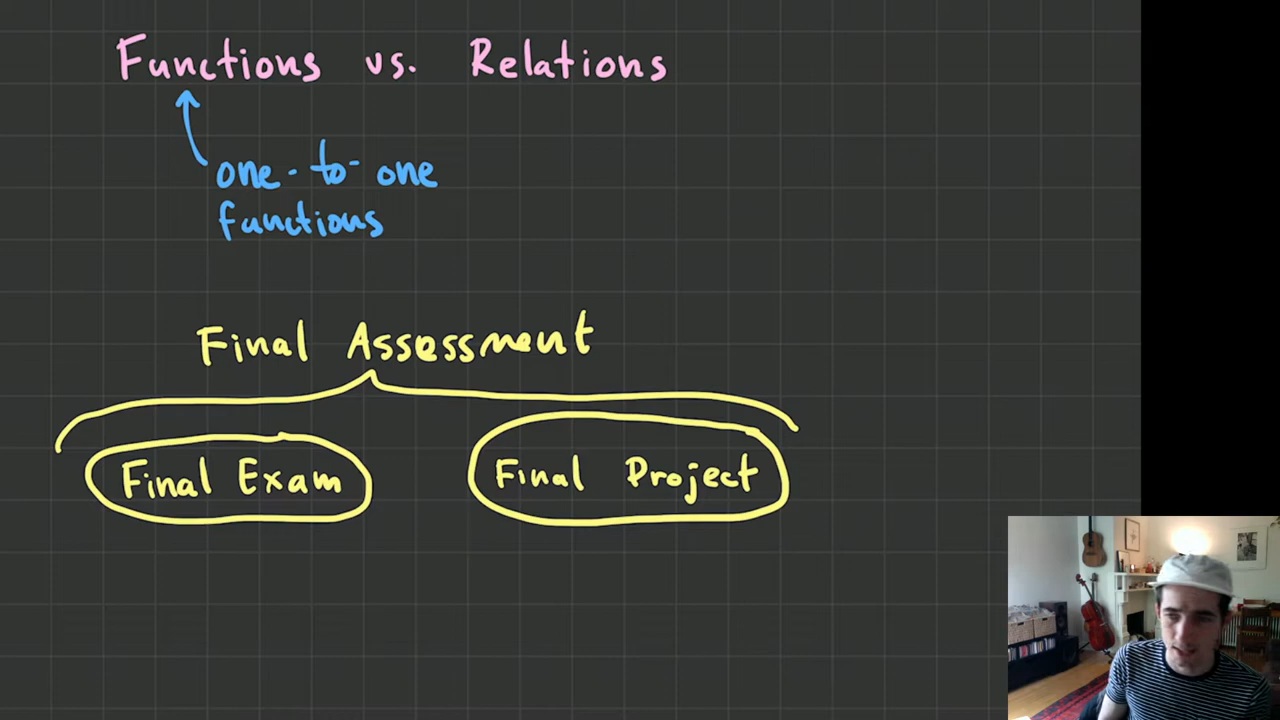 Functions vs. Relations
one-to-one
functions
Final Assessment
Final Exam
Final Project